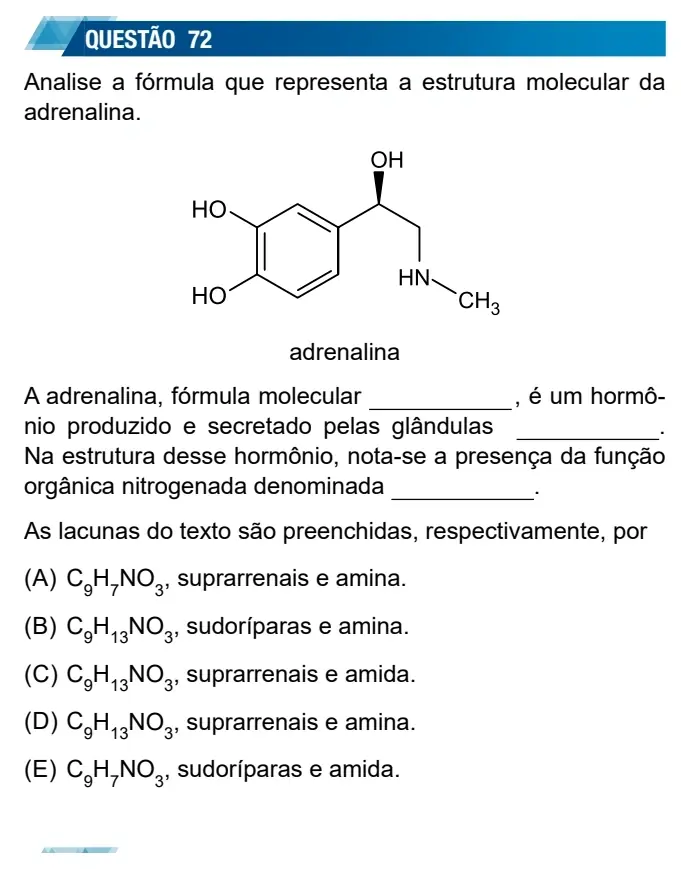 QUESTÃO 72
Analise a fórmula que representa a estrutura molecular da
adrenalina.
OH
HO
HO
HN
CH₃
adrenalina
A adrenalina, fórmula molecular ____________, é um hormô-
nio produzido e secretado pelas glândulas ____________.
Na estrutura desse hormônio, nota-se a presença da função
orgânica nitrogenada denominada ____________.
As lacunas do texto são preenchidas, respectivamente, por
(A) C₉H₇NO₃, suprarrenais e amina.
(B) C₉H₁₃NO₃, sudoríparas e amina.
(C) C₉H₁₃NO₃, suprarrenais e amida.
(D) C₉H₁₃NO₃, suprarrenais e amina.
(E) C₉H₇NO₃, sudoríparas e amida.